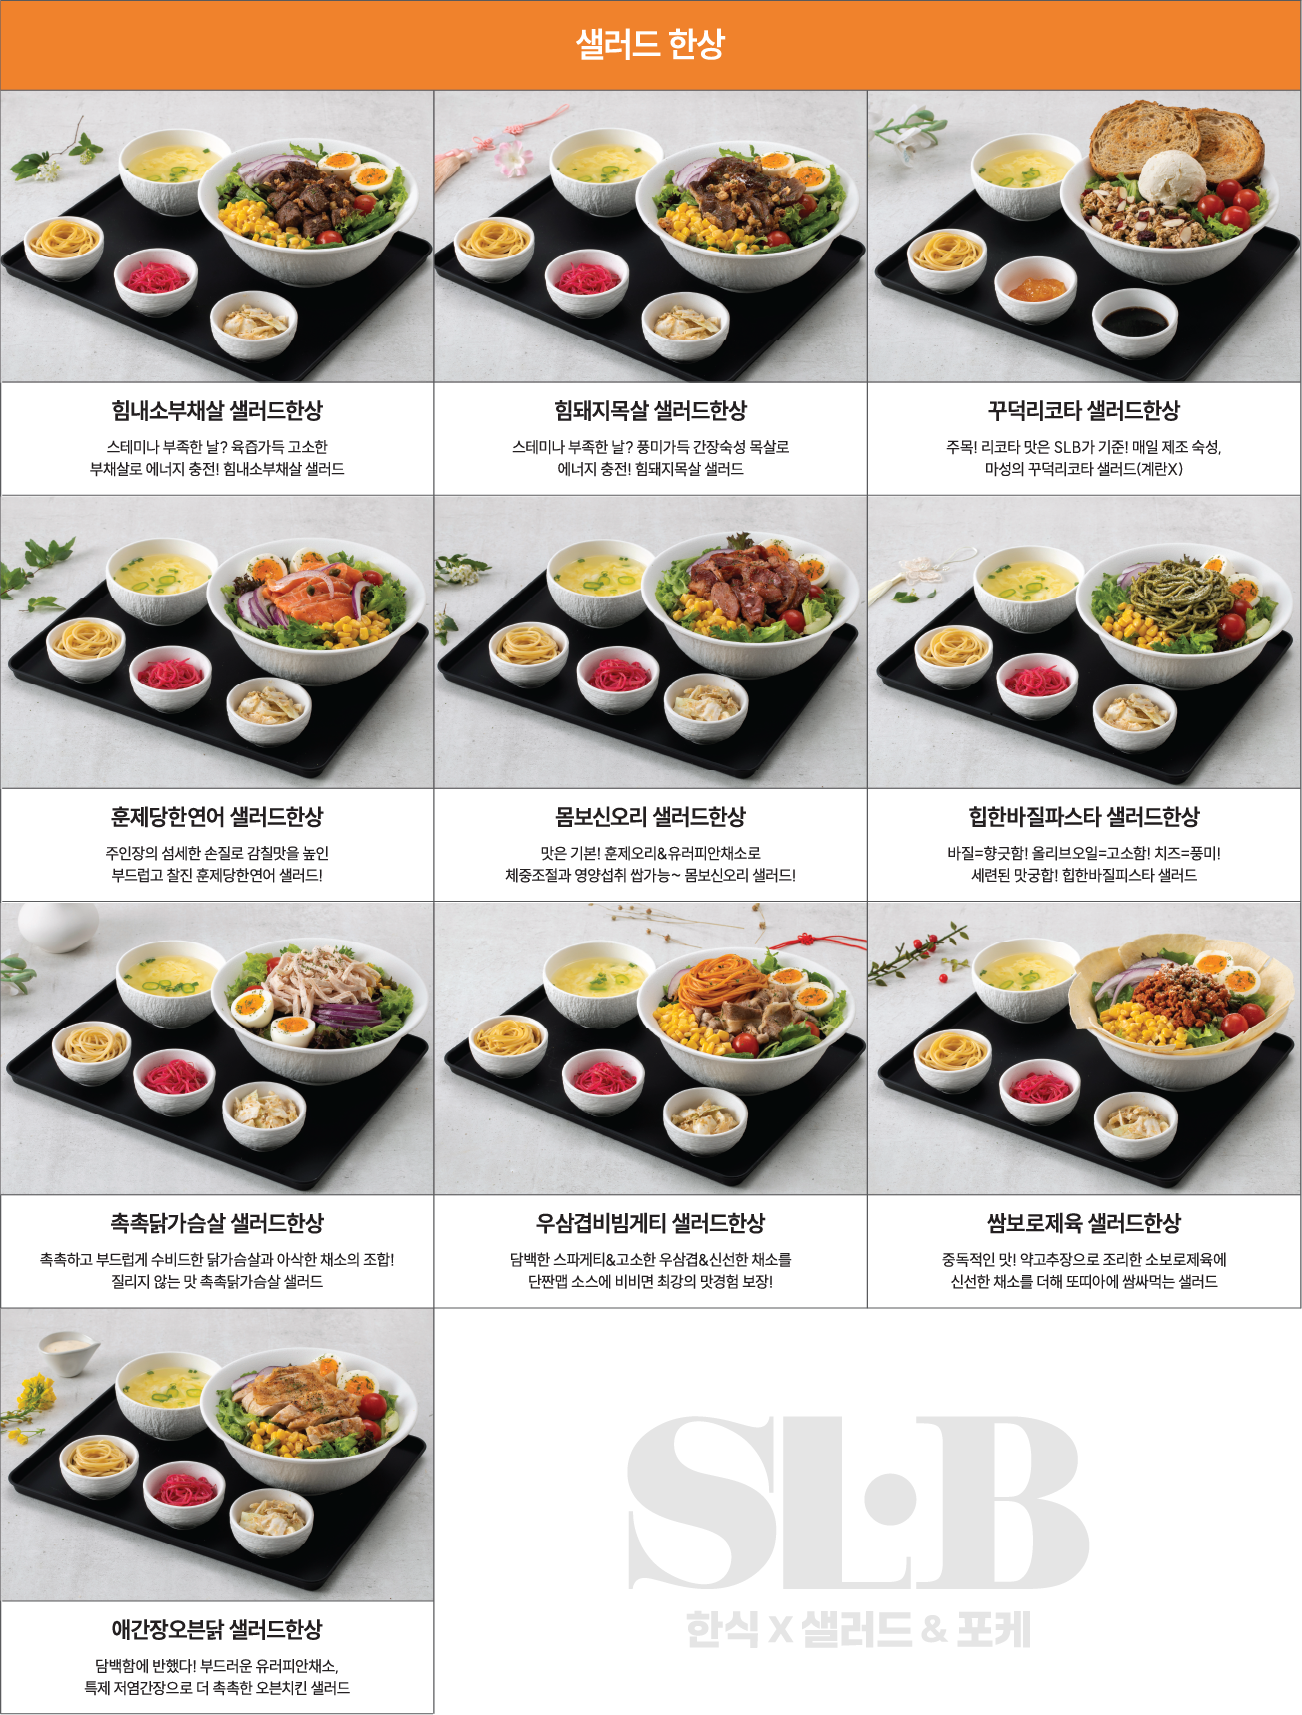 샐러드 한상
힘내소부채살 샐러드한상
스테미나 부족한 날? 육즙가득 고소한
부채살로 에너지 충전! 힘내소부채살 샐러드
힘돼지목살 샐러드한상
스테미나 부족한 날? 풍미가득 간장숙성 목살로
에너지 충전! 힘돼지목살 샐러드
꾸덕리코타 샐러드한상
주목! 리코타 맛은 SLB가 기준! 매일 제조 숙성,
마성의 꾸덕리코타 샐러드(계란X)
훈제당한연어 샐러드한상
주인장의 섬세한 손질로 감칠맛을 높인
부드럽고 찰진 훈제당한연어 샐러드!
몸보신오리 샐러드한상
맛은 기본! 훈제오리&유러피안채소로
체중조절과 영양섭취 쌉가능~ 몸보신오리 샐러드!
힙한바질파스타 샐러드한상
바질=향긋함! 올리브오일=고소함! 치즈=풍미!
세련된 맛궁합! 힙한바질피스타 샐러드
촉촉닭가슴살 샐러드한상
촉촉하고 부드럽게 수비드한 닭가슴살과 아삭한 채소의 조합!
질리지 않는 맛 촉촉닭가슴살 샐러드
우삼겹비빔게티 샐러드한상
담백한 스파게티&고소한 우삼겹&신선한 채소를
단짠맵 소스에 비비면 최강의 맛경험 보장!
쌈보로제육 샐러드한상
중독적인 맛! 약고추장으로 조리한 소보로제육에
신선한 채소를 더해 또띠아에 쌈싸먹는 샐러드
애간장오븐닭 샐러드한상
담백함에 반했다! 부드러운 유러피안채소,
특제 저염간장으로 더 촉촉한 오븐치킨 샐러드
SLB
한식 X 샐러드 & 포케